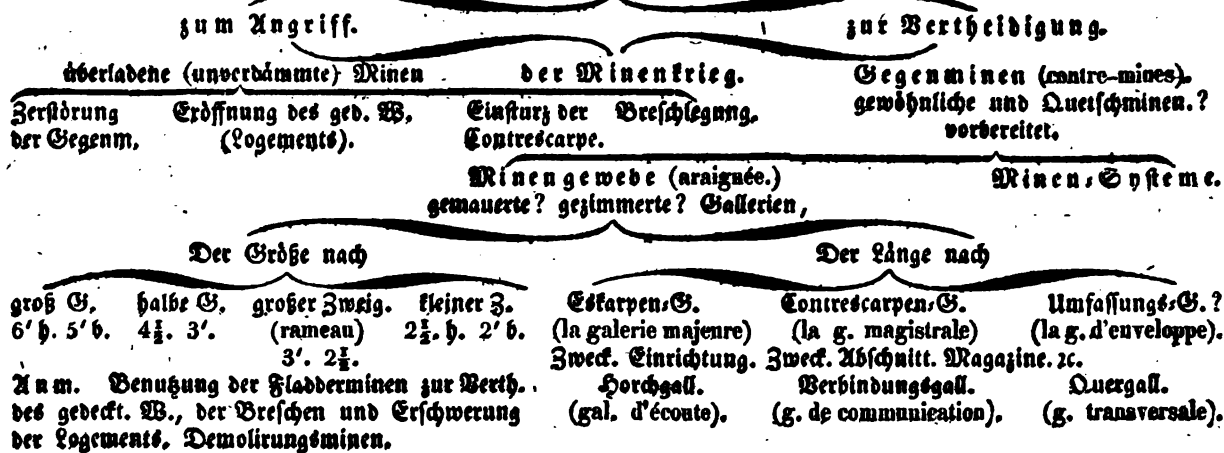 zum Angriff. zur Vertheidigung.
überladene (unverdämmte) Minen der Minenkrieg. Gegenminen (contre-mines).
Zerstörung Eröffnung des ged. W. Einsturz der Breschlegung. gewöhnliche und Quetschminen.?
der Gegenm. (Logements). Contrescarpe. vorbereitet.
Minengewebe (araignée.) Minen-Systeme.
gemauerte? gezimmerte? Gallerien,
Der Größe nach Der Länge nach
groß G. halbe G. großer Zweig. kleiner Z. Eskarpen-G. Contrescarpen-G. Umfassungs-G.?
6' h. 5' b. 4½. 3'. (rameau) 2½. h. 2' b. (la galerie majenre) (la g. magistrale) (la g. d'enveloppe).
3'. 2½. Zweck. Einrichtung. Zweck. Abschnitt. Magazine. ꝛc.
Anm. Benutzung der Fladderminen zur Verth. Horchgall. Verbindungsgall. Quergall.
des gedeckt. W., der Breschen und Erschwerung (gal. d'écoute). (g. de communication). (g. transversale).
der Logements. Demolirungsminen.